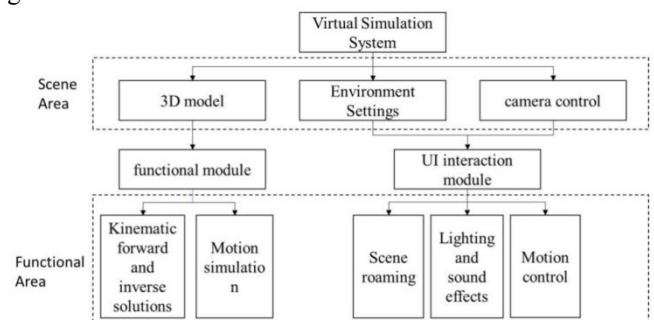 Virtual Simulation
System
Scene
Area
3D model
Environment
Settings
camera control
functional module
UI interaction
module
Functional
Area
Kinematic
forward
and
inverse
solutions
Motion
simulatio
n
Scene
roaming
Lighting
and
sound
effects
Motion
control